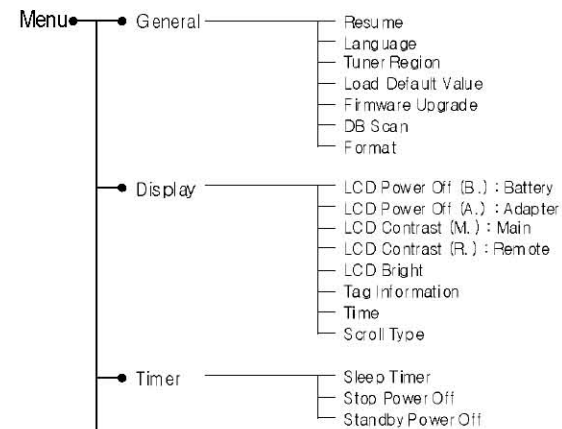 Menu
General
Resume
Language
Tuner Region
Load Default Value
Firmware Upgrade
DB Scan
Format
Display
LCD Power Off (B.) : Battery
LCD Power Off (A.) : Adapter
LCD Contrast (M.) : Main
LCD Contrast (R.) : Remote
LCD Bright
Tag Information
Time
Scroll Type
Timer
Sleep Timer
Stop Power Off
Standby Power Off